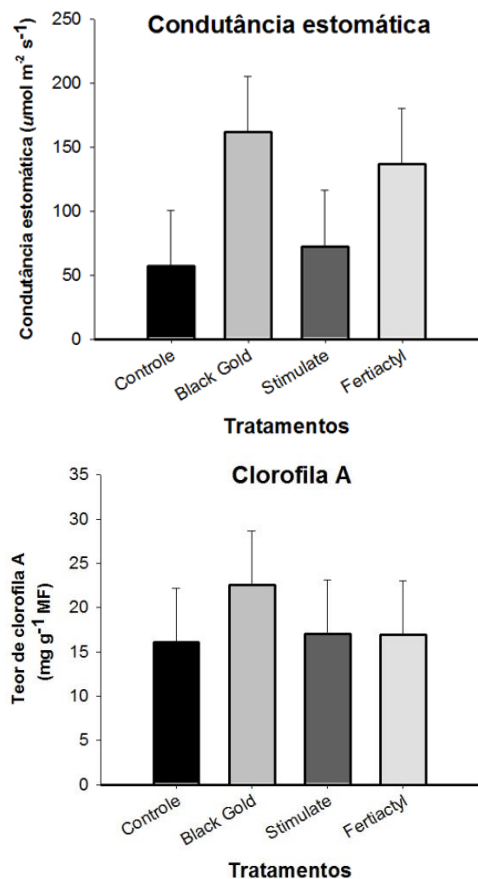 Condutância estomática
Condutância estomática (umol m⁻² s⁻¹)
250
200
150
100
50
0
Controle
Black Gold
Stimulate
Fertiactyl
Tratamentos
Clorofila A
Teor de clorofila A
(mg g⁻¹ MF)
35
30
25
20
15
10
5
0
Controle
Black Gold
Stimulate
Fertiactyl
Tratamentos